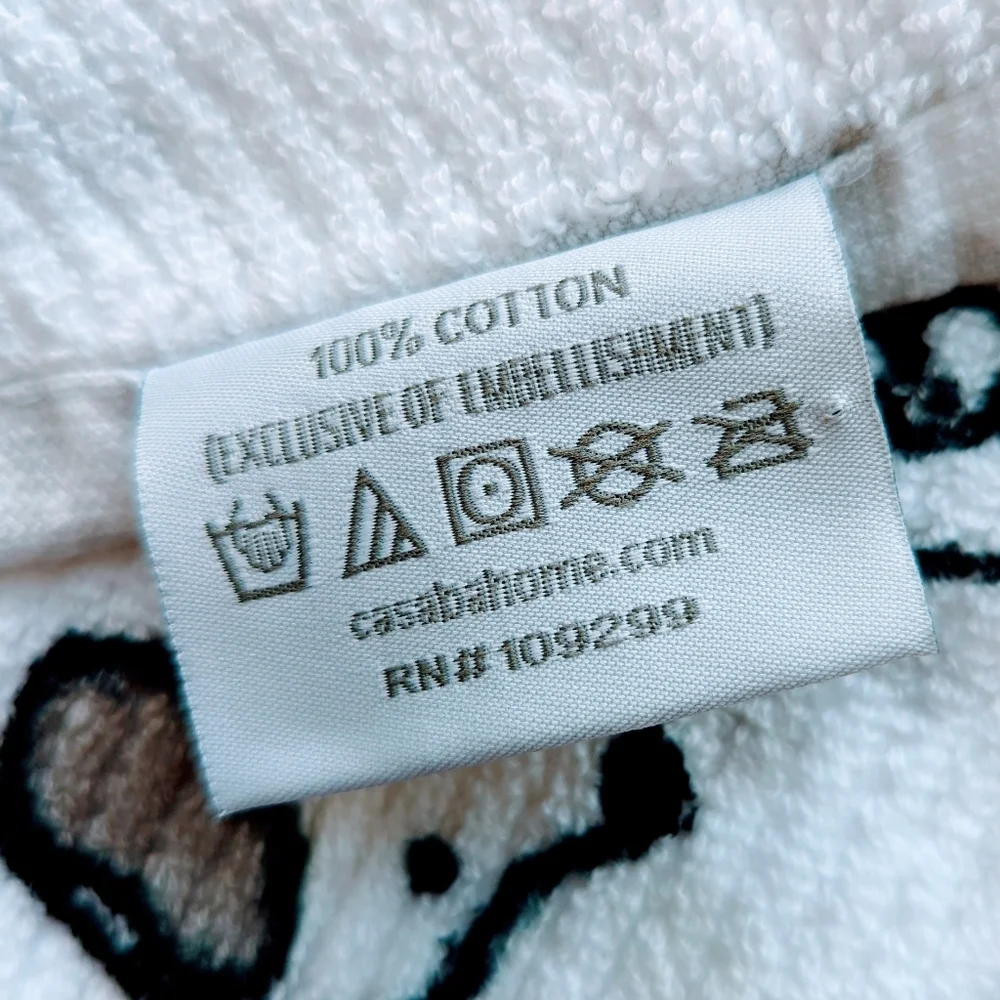 100% COTTON
(EXCLUSIVE OF EMBELLISHMENT)
casabahome.com
RN# 109299